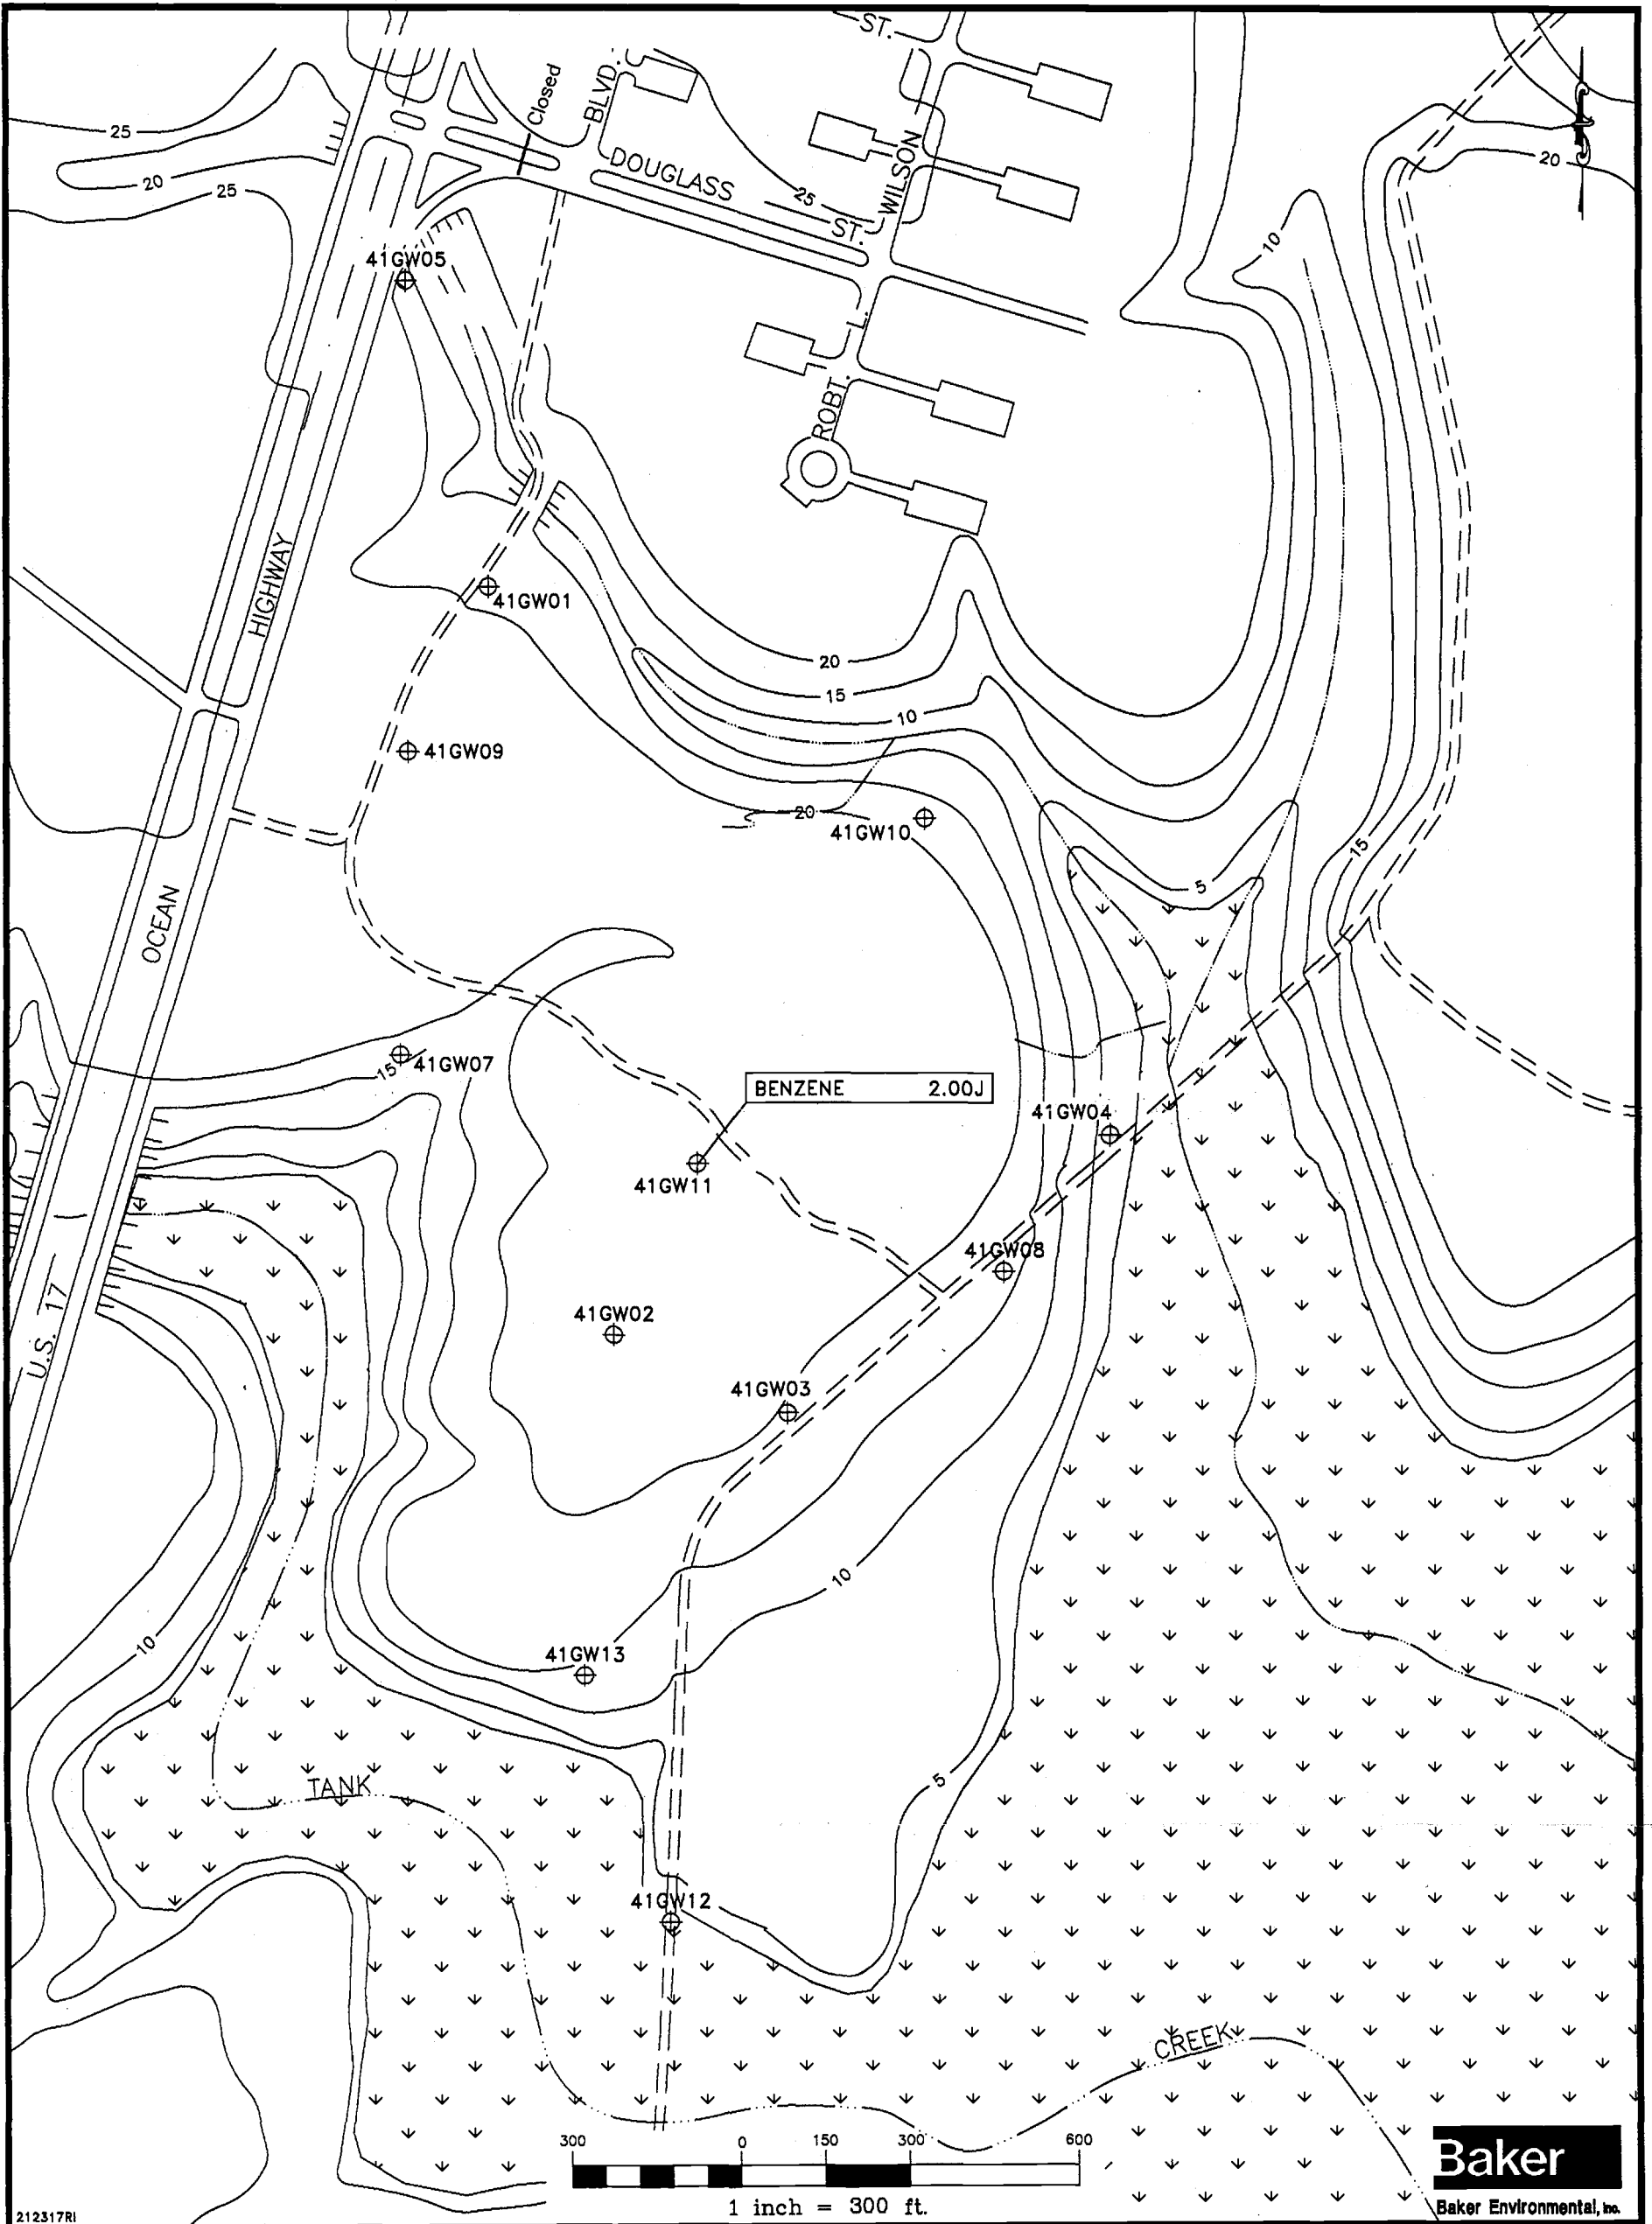 ST.
Closed
BLVD.
25
DOUGLASS
WILSON
20
25
25
ST.
20
10
41GW05
L.
ROBT.
HIGHWAY
41GW01
20
15
10
41GW09
20
41GW10
15
5
OCEAN
15
41GW07
BENZENE 2.00J
41GW04
41GW11
41GW08
U.S. 17
41GW02
41GW03
10
10
41GW13
5
TANK
41GW12
CREEK
300 0 150 300 600
1 inch = 300 ft.
Baker
Baker Environmental, Inc.
212317RI